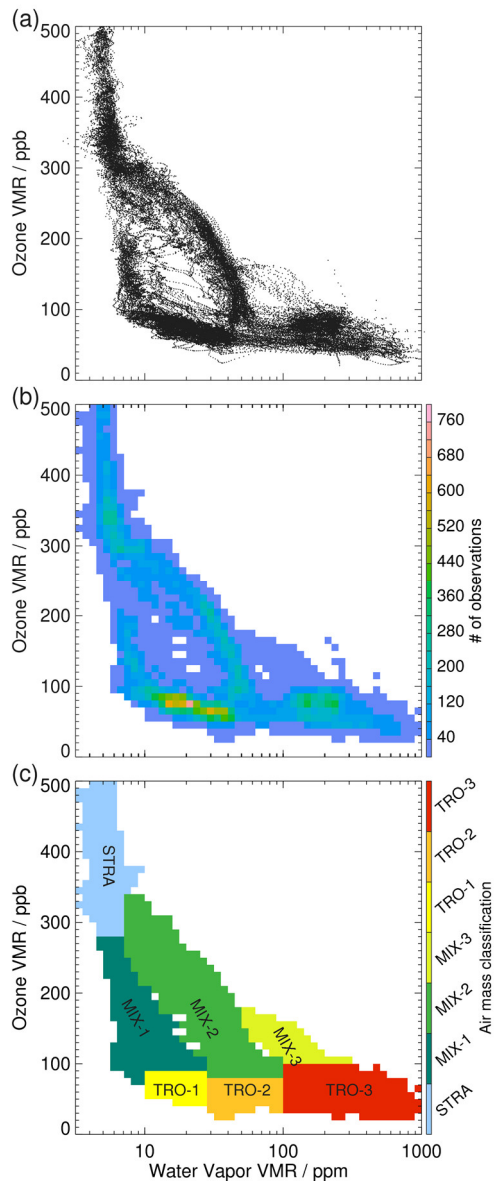 (a)
500
400
300
200
100
0
Ozone VMR / ppb
(b)
500
400
300
200
100
0
Ozone VMR / ppb
760
680
600
520
440
360
280
200
120
40
# of observations
(c)
500
400
300
200
100
0
Ozone VMR / ppb
STRA
MIX-1
MIX-2
MIX-3
TRO-1
TRO-2
TRO-3
TRO-3
TRO-2
TRO-1
MIX-3
MIX-2
MIX-1
STRA
Air mass classification
10
100
1000
Water Vapor VMR / ppm